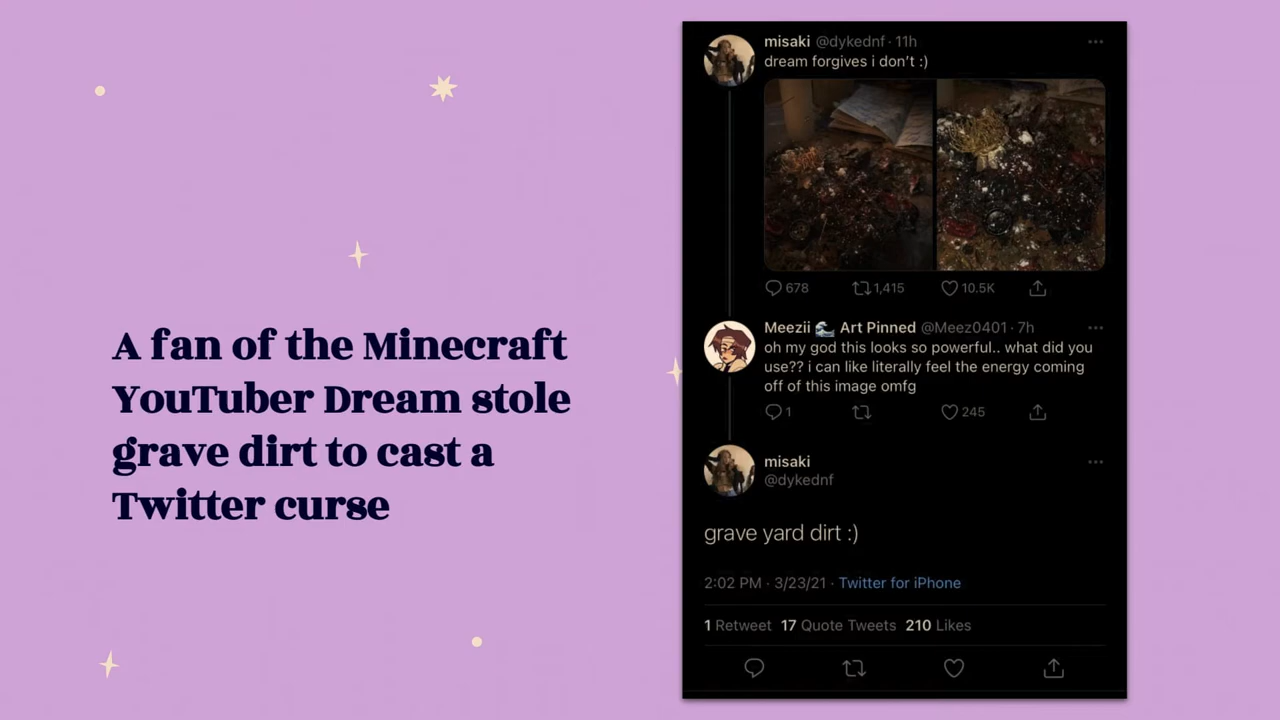 A fan of the Minecraft
YouTuber Dream stole
grave dirt to cast a
Twitter curse
misaki @dykednf · 11h
dream forgives i don't :)
678 1,415 10.5K
Meezii 🌊 Art Pinned @Meez0401 · 7h
oh my god this looks so powerful.. what did you
use?? i can like literally feel the energy coming
off of this image omfg
1 245
misaki
@dykednf
grave yard dirt :)
2:02 PM · 3/23/21 · Twitter for iPhone
1 Retweet 17 Quote Tweets 210 Likes